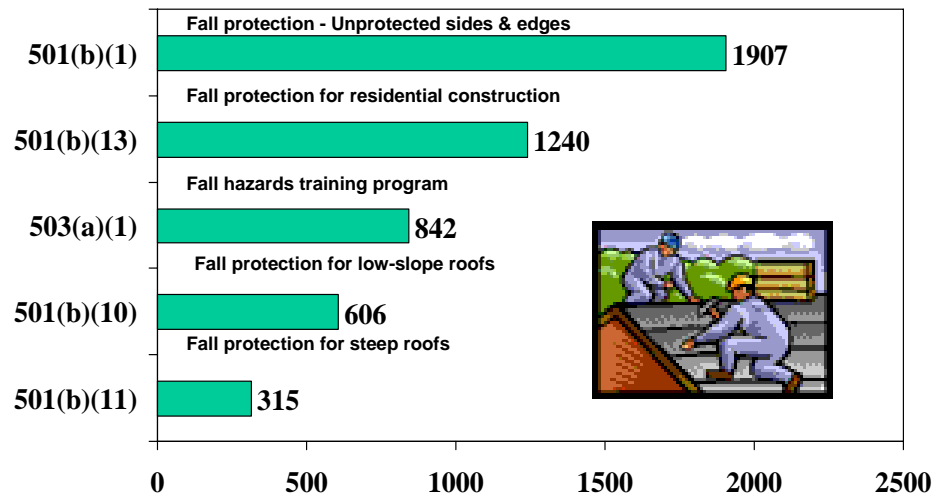 Fall protection - Unprotected sides & edges
501(b)(1) 1907
Fall protection for residential construction
501(b)(13) 1240
Fall hazards training program
503(a)(1) 842
Fall protection for low-slope roofs
501(b)(10) 606
Fall protection for steep roofs
501(b)(11) 315
0 500 1000 1500 2000 2500